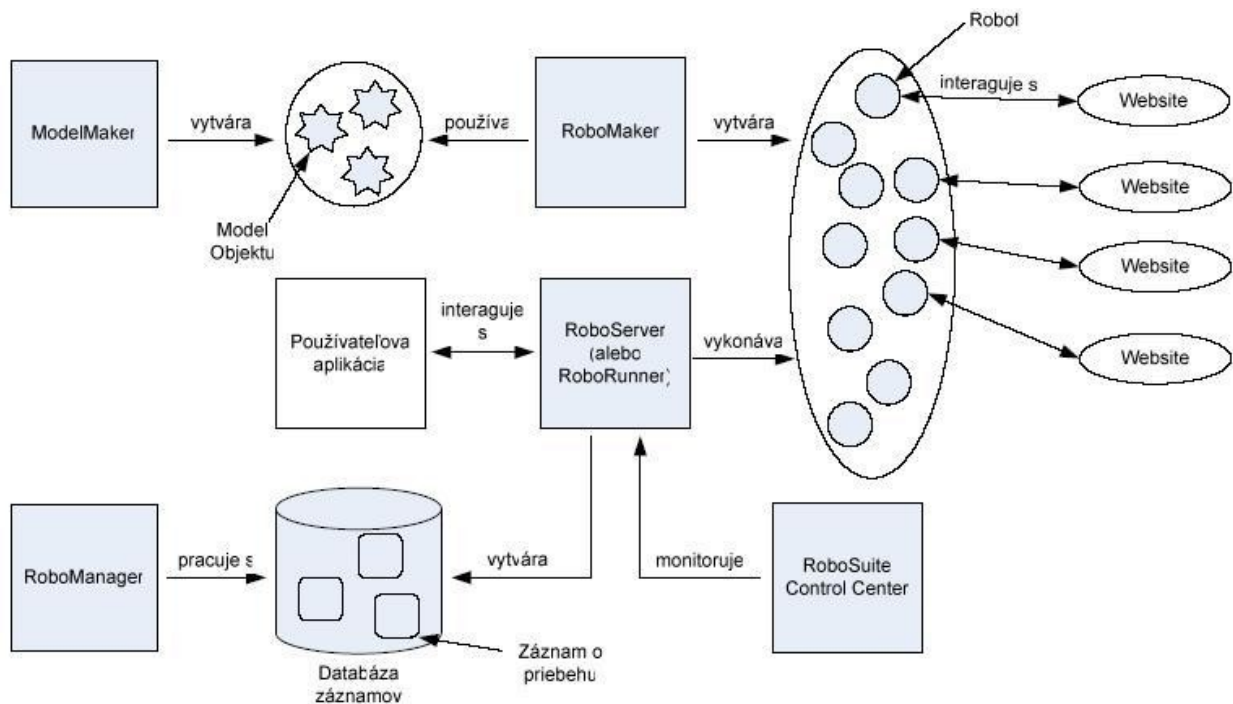 Robot
ModelMaker
vytvára
používa
RoboMaker
vytvára
interaguje s
Website
Website
Model
Objektu
Website
Používateľova
aplikácia
interaguje
s
RoboServer
(alebo
RoboRunner)
vykonáva
Website
RoboManager
pracuje s
vytvára
monitoruje
RoboSuite
Control Center
Databáza
záznamov
Záznam o
priebehu